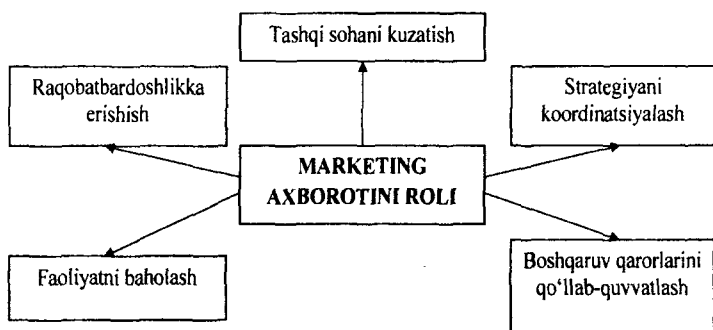 Tashqi sohani kuzatish
Raqobatbardoshlikka
erishish
Strategiyani
koordinatsiyalash
MARKETING
AXBOROTINI ROLI
Faoliyatni baholash
Boshqaruv qarorlarini
qo‘llab-quvvatlash